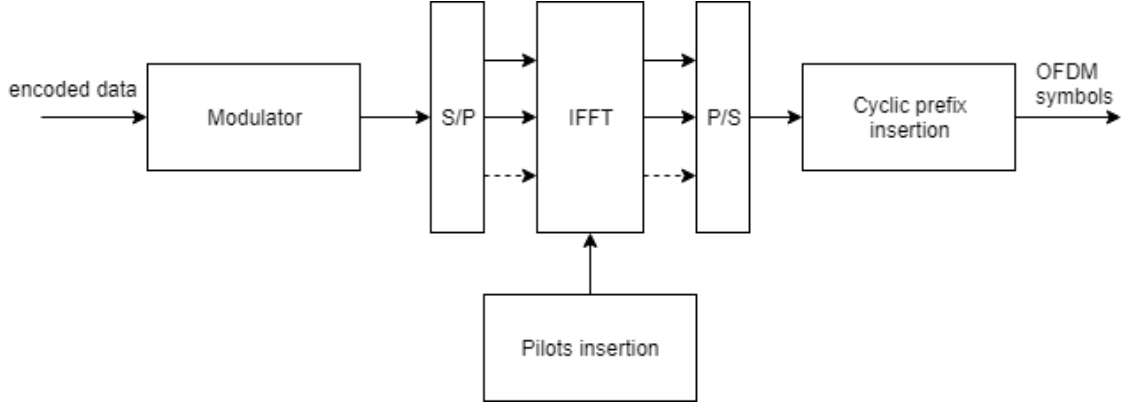 encoded data
Modulator
S/P
IFFT
P/S
Cyclic prefix
insertion
OFDM
symbols
Pilots insertion